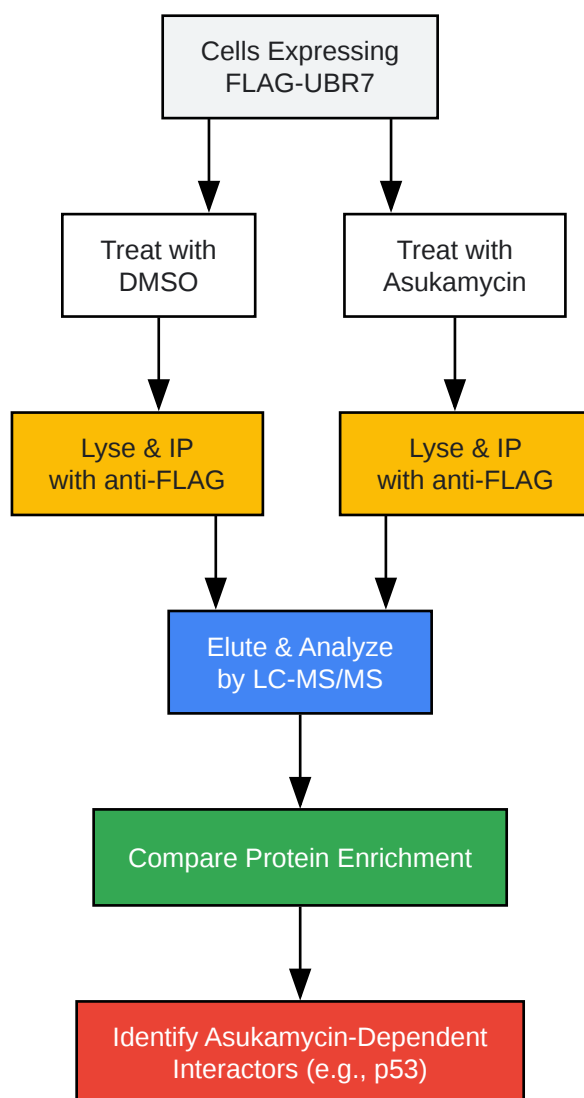 Cells Expressing
FLAG-UBR7
Treat with
DMSO
Treat with
Asukamycin
Lyse & IP
with anti-FLAG
Lyse & IP
with anti-FLAG
Elute & Analyze
by LC-MS/MS
Compare Protein Enrichment
Identify Asukamycin-Dependent
Interactors (e.g., p53)